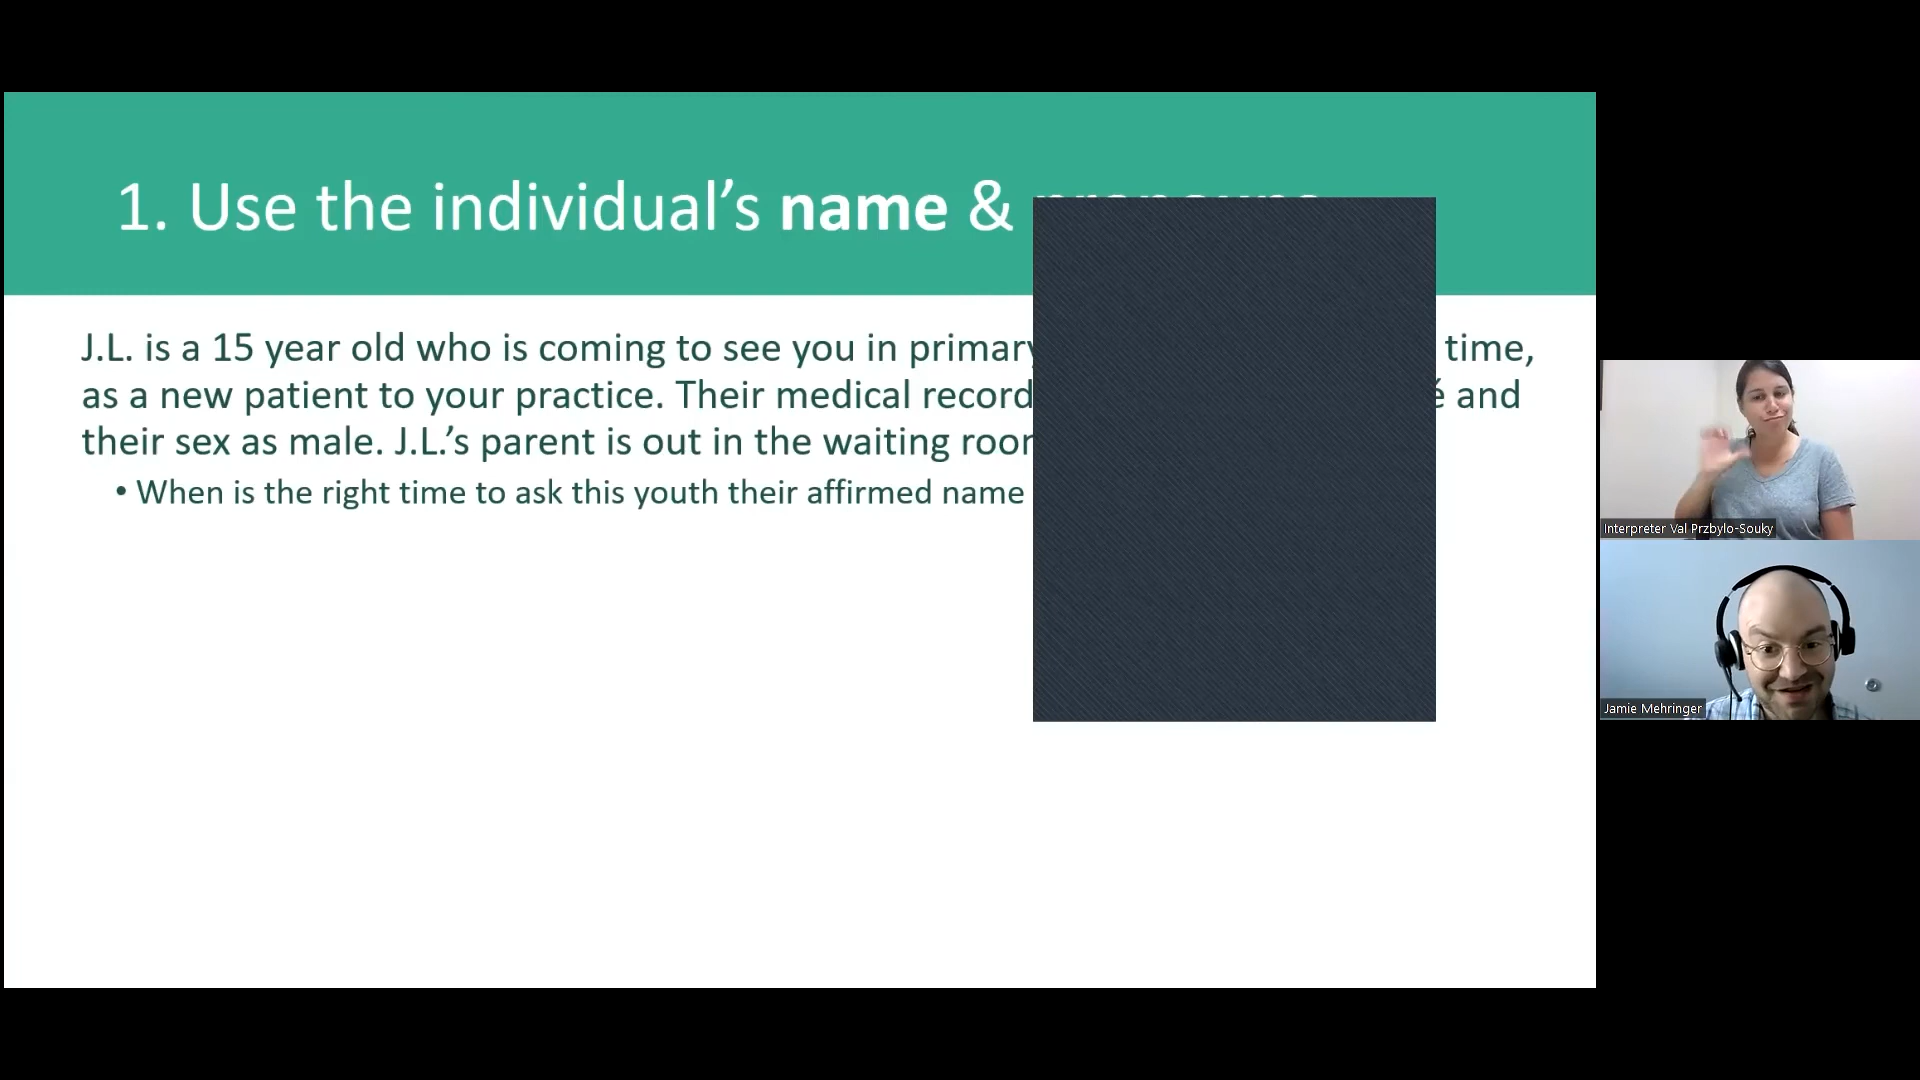 1. Use the individual’s name &
J.L. is a 15 year old who is coming to see you in primary time,
as a new patient to your practice. Their medical record and
their sex as male. J.L.’s parent is out in the waiting
• When is the right time to ask this youth their affirmed name
Interpreter Val Przbylo-Souky
Jamie Mehringer